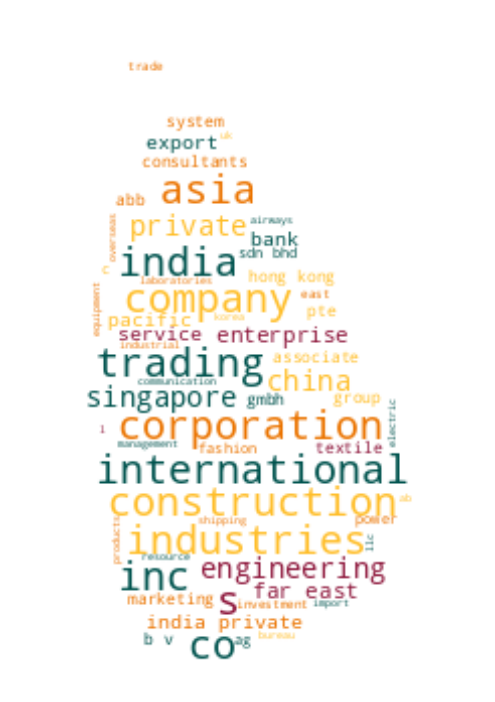 trade
system
export uk
consultants
asia
abb
private airways
overseas
bank
india sdn bhd
r
laboratories hong kong
equipment
company east
pacific korea pte
service enterprise
industrial
trading associate
communication china
singapore gmbh group
corporation electric
l
management fashion textile
international
construction ab
products shipping power
industries llc
resource
inc engineering
far east
marketing s investment import
india private
b v co ag bureau